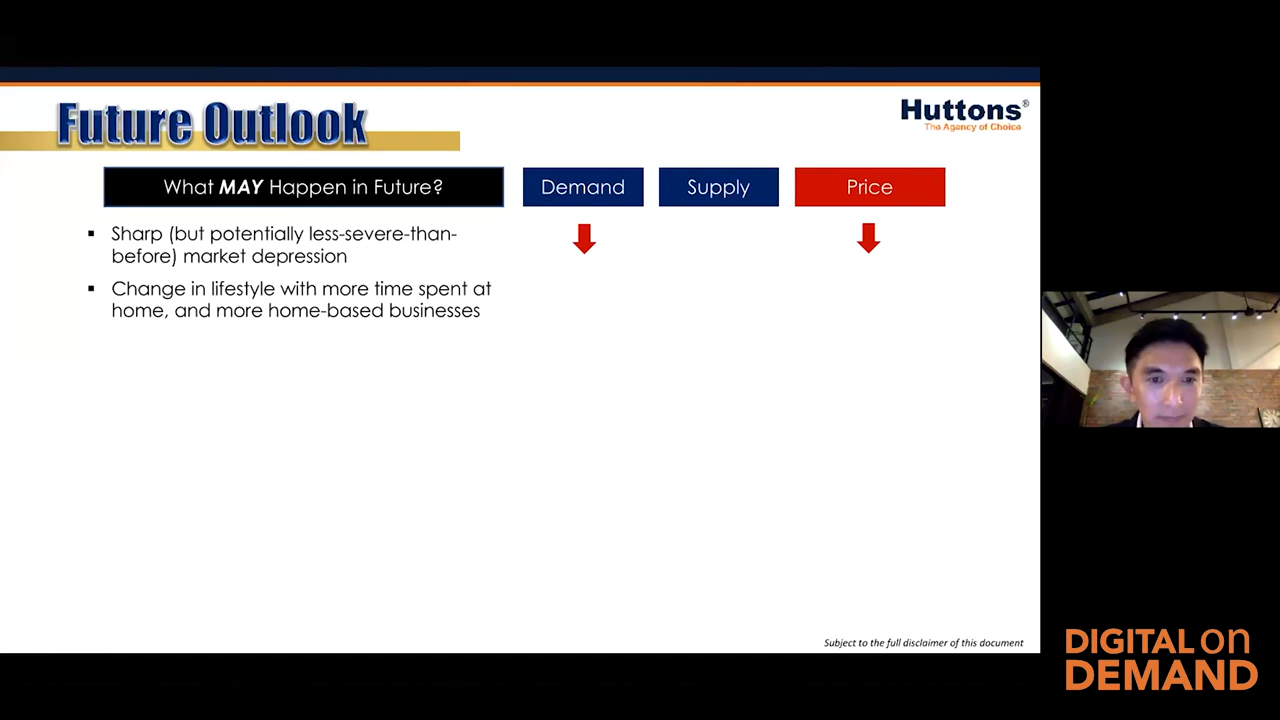 Future Outlook
Huttons®
The Agency of Choice
What MAY Happen in Future?
Demand
Supply
Price
▪ Sharp (but potentially less-severe-than-
before) market depression
▪ Change in lifestyle with more time spent at
home, and more home-based businesses
Subject to the full disclaimer of this document
DIGITAL on
DEMAND